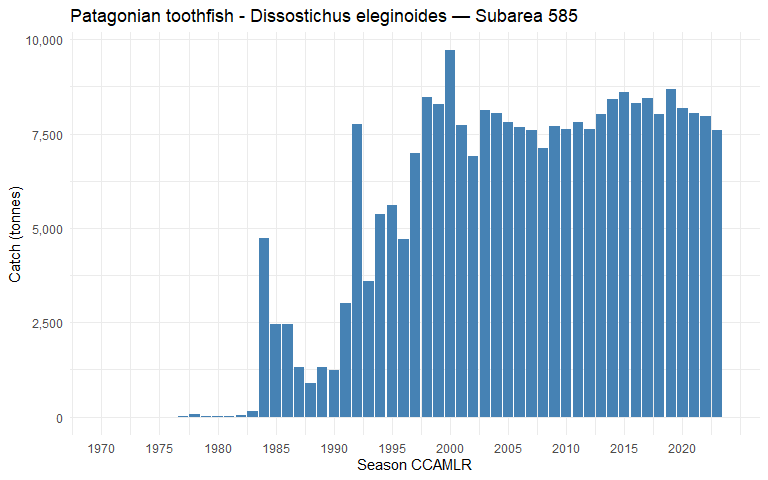 Patagonian toothfish - Dissostichus eleginoides — Subarea 585
10,000
7,500
5,000
2,500
0
Catch (tonnes)
1970 1975 1980 1985 1990 1995 2000 2005 2010 2015 2020
Season CCAMLR